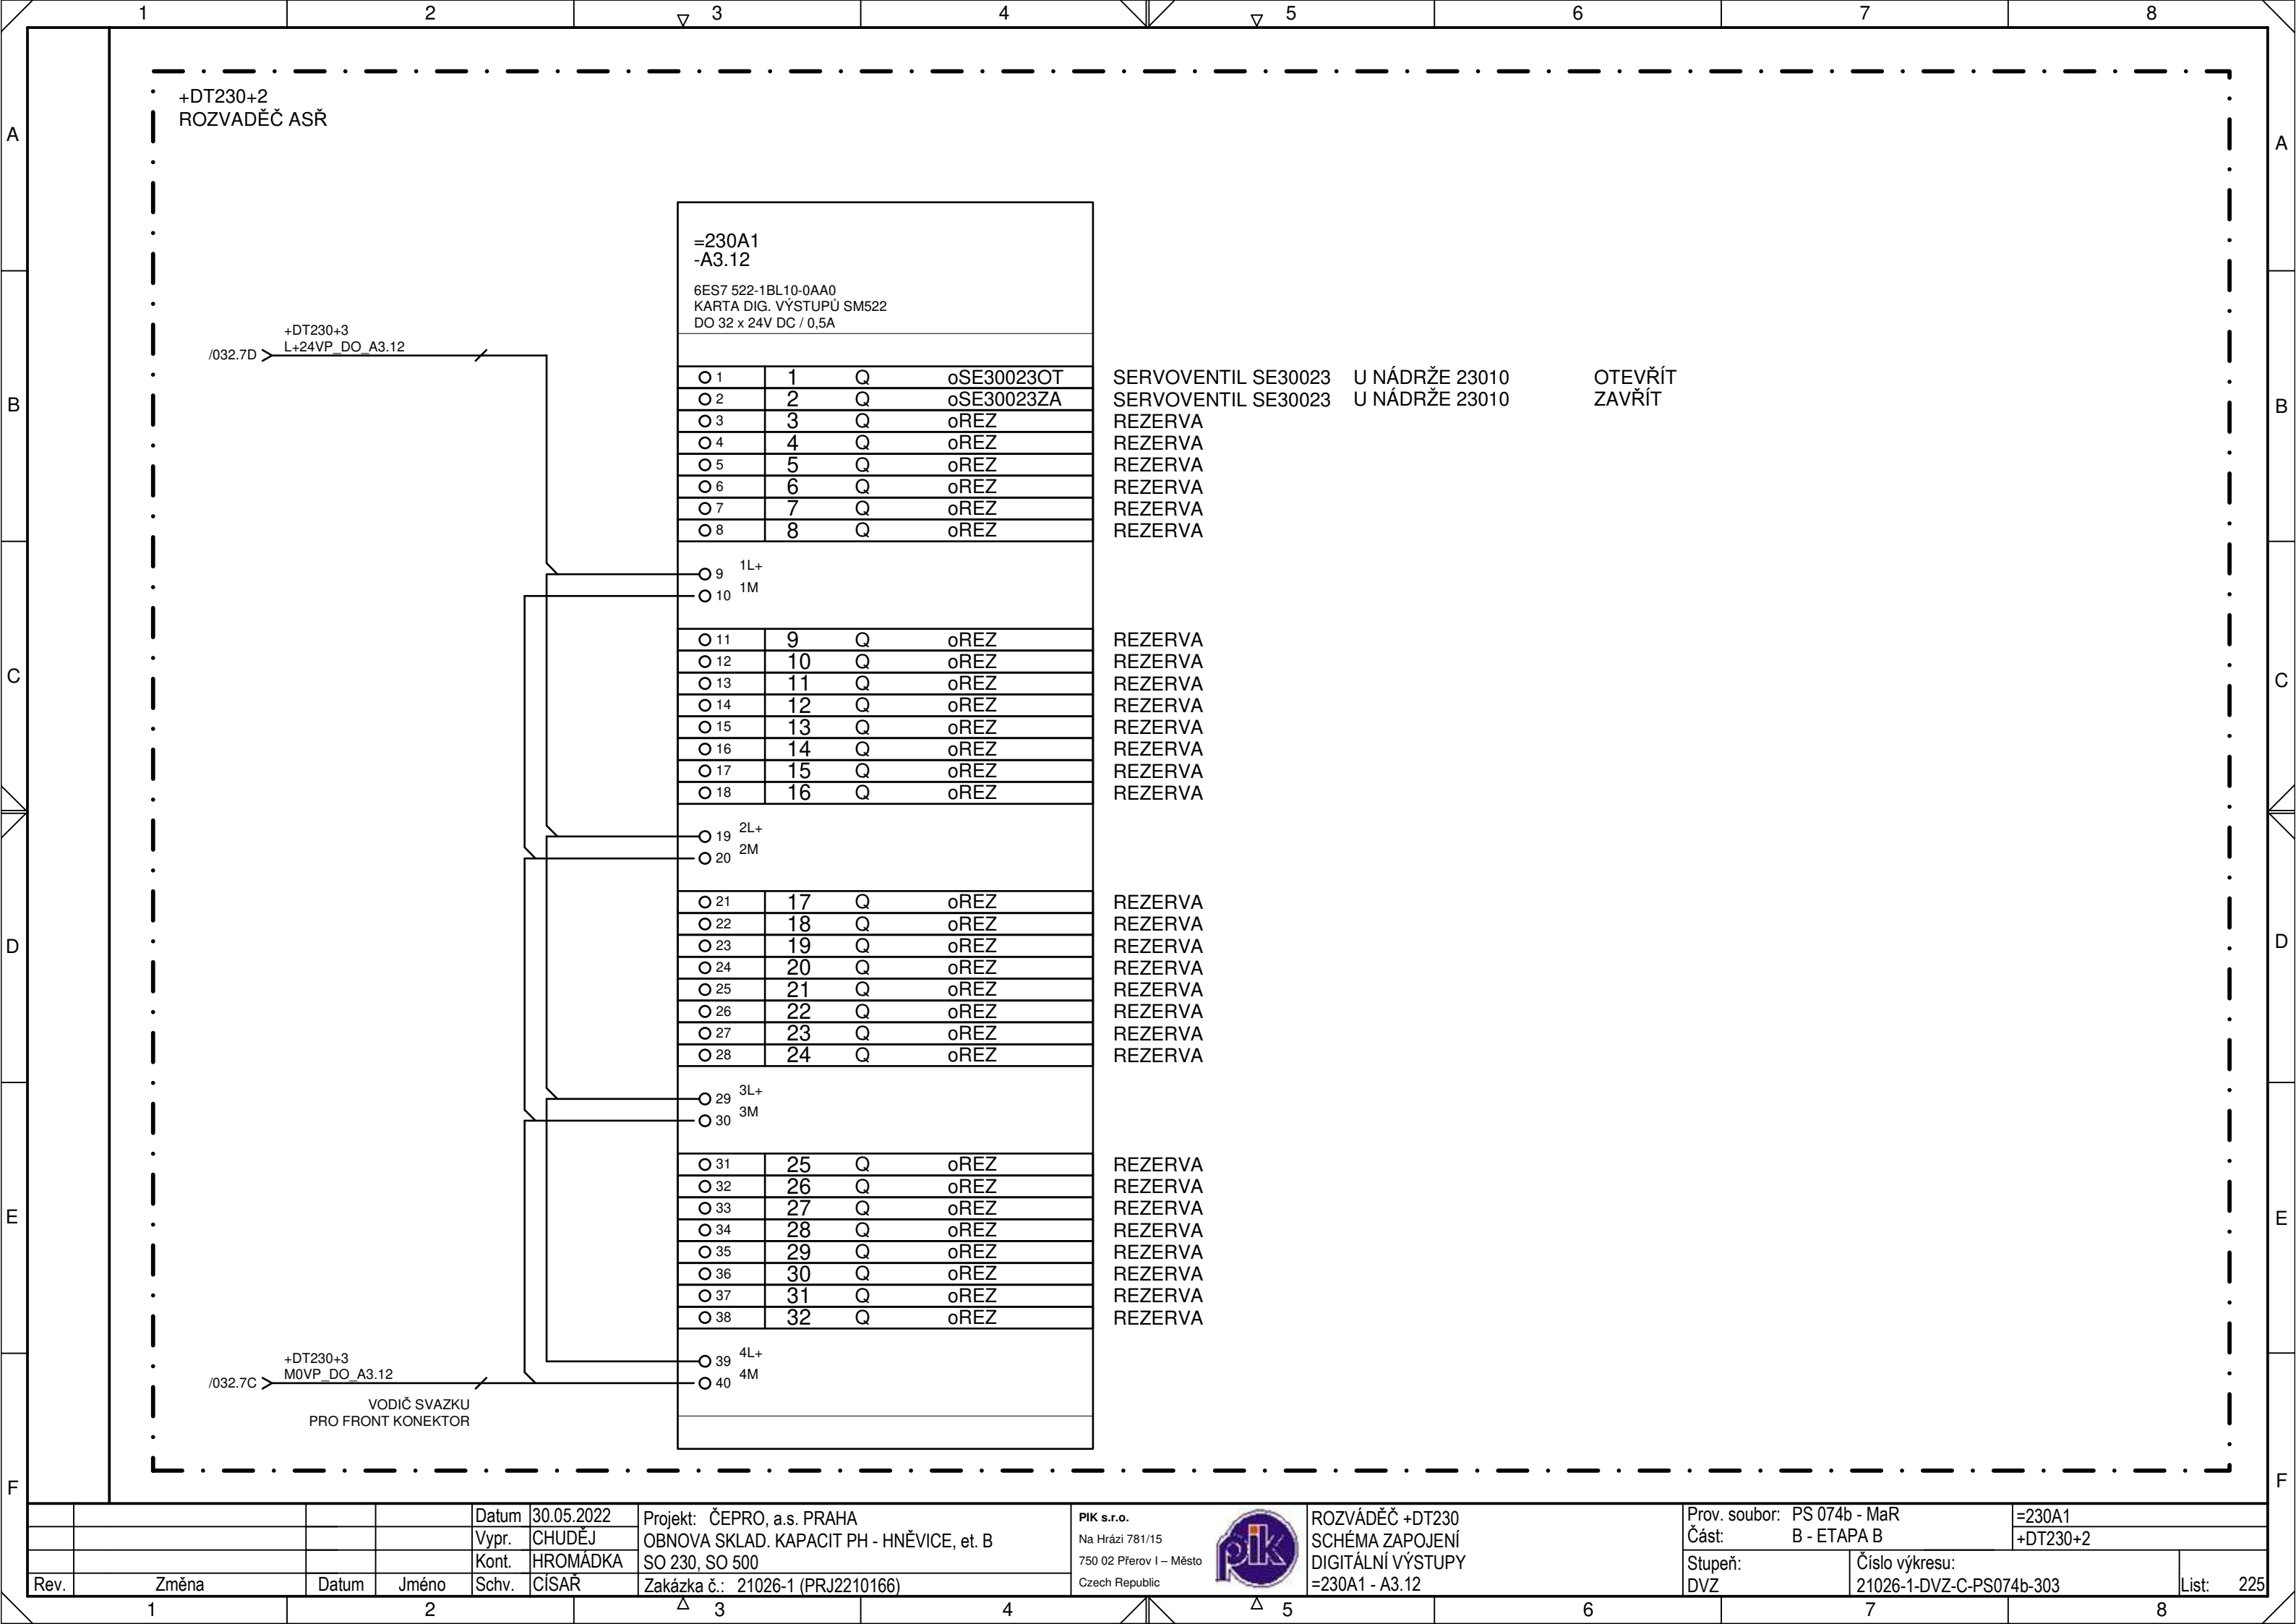 1 2 3 4 5 6 7 8
+DT230+2
ROZVADĚČ ASŘ
A A
=230A1
-A3.12
6ES7 522-1BL10-0AA0
KARTA DIG. VÝSTUPŮ SM522
DO 32 x 24V DC / 0,5A
+DT230+3
/032.7D L+24VP_DO_A3.12
1 1 Q oSE30023OT SERVOVENTIL SE30023 U NÁDRŽE 23010 OTEVŘÍT
2 2 Q oSE30023ZA SERVOVENTIL SE30023 U NÁDRŽE 23010 ZAVŘÍT
B B
3 3 Q oREZ REZERVA
4 4 Q oREZ REZERVA
5 5 Q oREZ REZERVA
6 6 Q oREZ REZERVA
7 7 Q oREZ REZERVA
8 8 Q oREZ REZERVA
9 1L+
10 1M
11 9 Q oREZ REZERVA
12 10 Q oREZ REZERVA
C C
13 11 Q oREZ REZERVA
14 12 Q oREZ REZERVA
15 13 Q oREZ REZERVA
16 14 Q oREZ REZERVA
17 15 Q oREZ REZERVA
18 16 Q oREZ REZERVA
19 2L+
20 2M
21 17 Q oREZ REZERVA
22 18 Q oREZ REZERVA
D D
23 19 Q oREZ REZERVA
24 20 Q oREZ REZERVA
25 21 Q oREZ REZERVA
26 22 Q oREZ REZERVA
27 23 Q oREZ REZERVA
28 24 Q oREZ REZERVA
29 3L+
30 3M
31 25 Q oREZ REZERVA
32 26 Q oREZ REZERVA
33 27 Q oREZ REZERVA
E E
34 28 Q oREZ REZERVA
35 29 Q oREZ REZERVA
36 30 Q oREZ REZERVA
37 31 Q oREZ REZERVA
38 32 Q oREZ REZERVA
39 4L+
40 4M
+DT230+3
/032.7C M0VP_DO_A3.12
VODIČ SVAZKU
PRO FRONT KONEKTOR
F F
Rev. Změna Datum Jméno
Datum 30.05.2022
Vypr. CHUDĚJ
Kont. HROMÁDKA
Schv. CÍSAŘ
Projekt: ČEPRO, a.s. PRAHA
OBNOVA SKLAD. KAPACIT PH - HNĚVICE, et. B
SO 230, SO 500
Zakázka č.: 21026-1 (PRJ2210166)
PIK s.r.o.
Na Hrázi 781/15
750 02 Přerov I – Město
Czech Republic
pik
ROZVÁDĚČ +DT230
SCHÉMA ZAPOJENÍ
DIGITÁLNÍ VÝSTUPY
=230A1 - A3.12
Prov. soubor: PS 074b - MaR
Část: B - ETAPA B
=230A1
+DT230+2
Stupeň:
DVZ
Číslo výkresu:
21026-1-DVZ-C-PS074b-303
List: 225
1 2 3 4 5 6 7 8